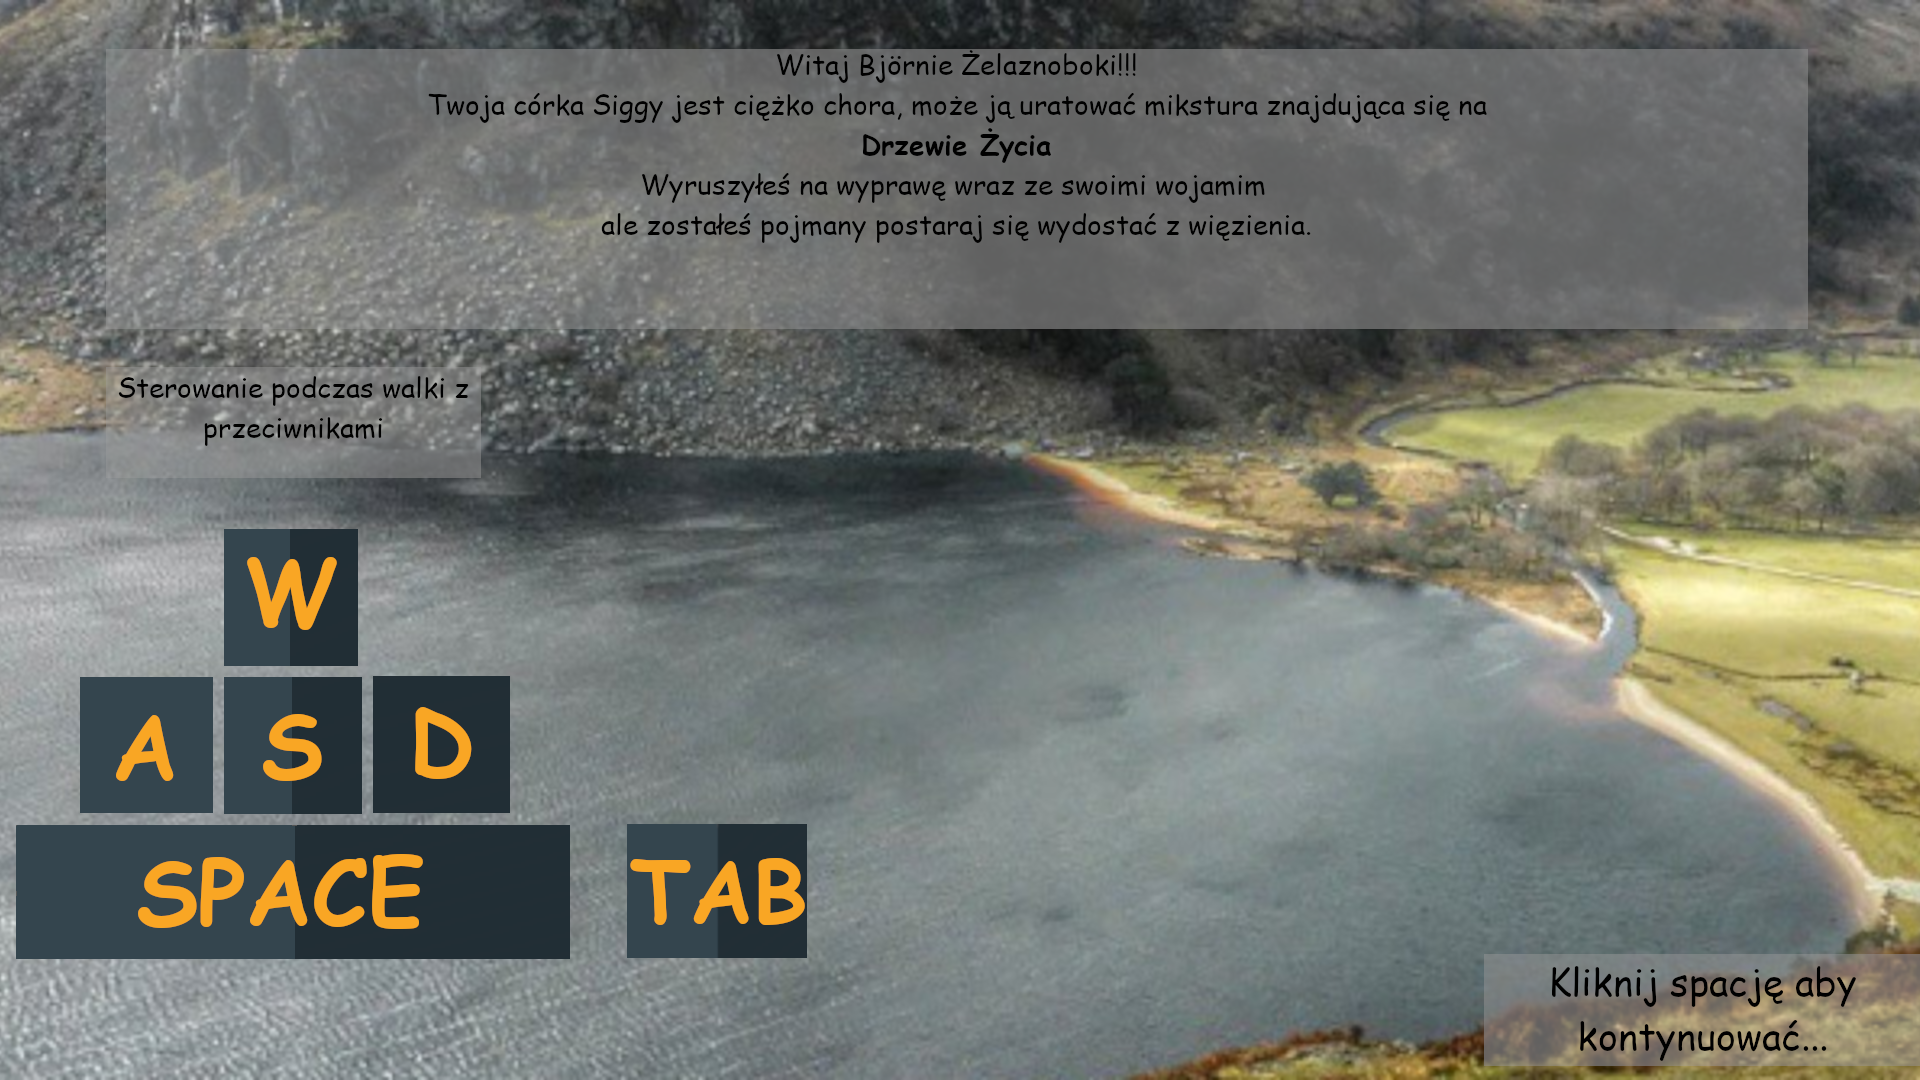 Witaj Björnie Żelaznoboki!!!
Twoja córka Siggy jest ciężko chora, może ją uratować mikstura znajdująca się na
Drzewie Życia
Wyruszyłeś na wyprawę wraz ze swoimi wojamim
ale zostałeś pojmany postaraj się wydostać z więzienia.
Sterowanie podczas walki z
przeciwnikami
W
A S D
SPACE TAB
Kliknij spację aby
kontynuować...